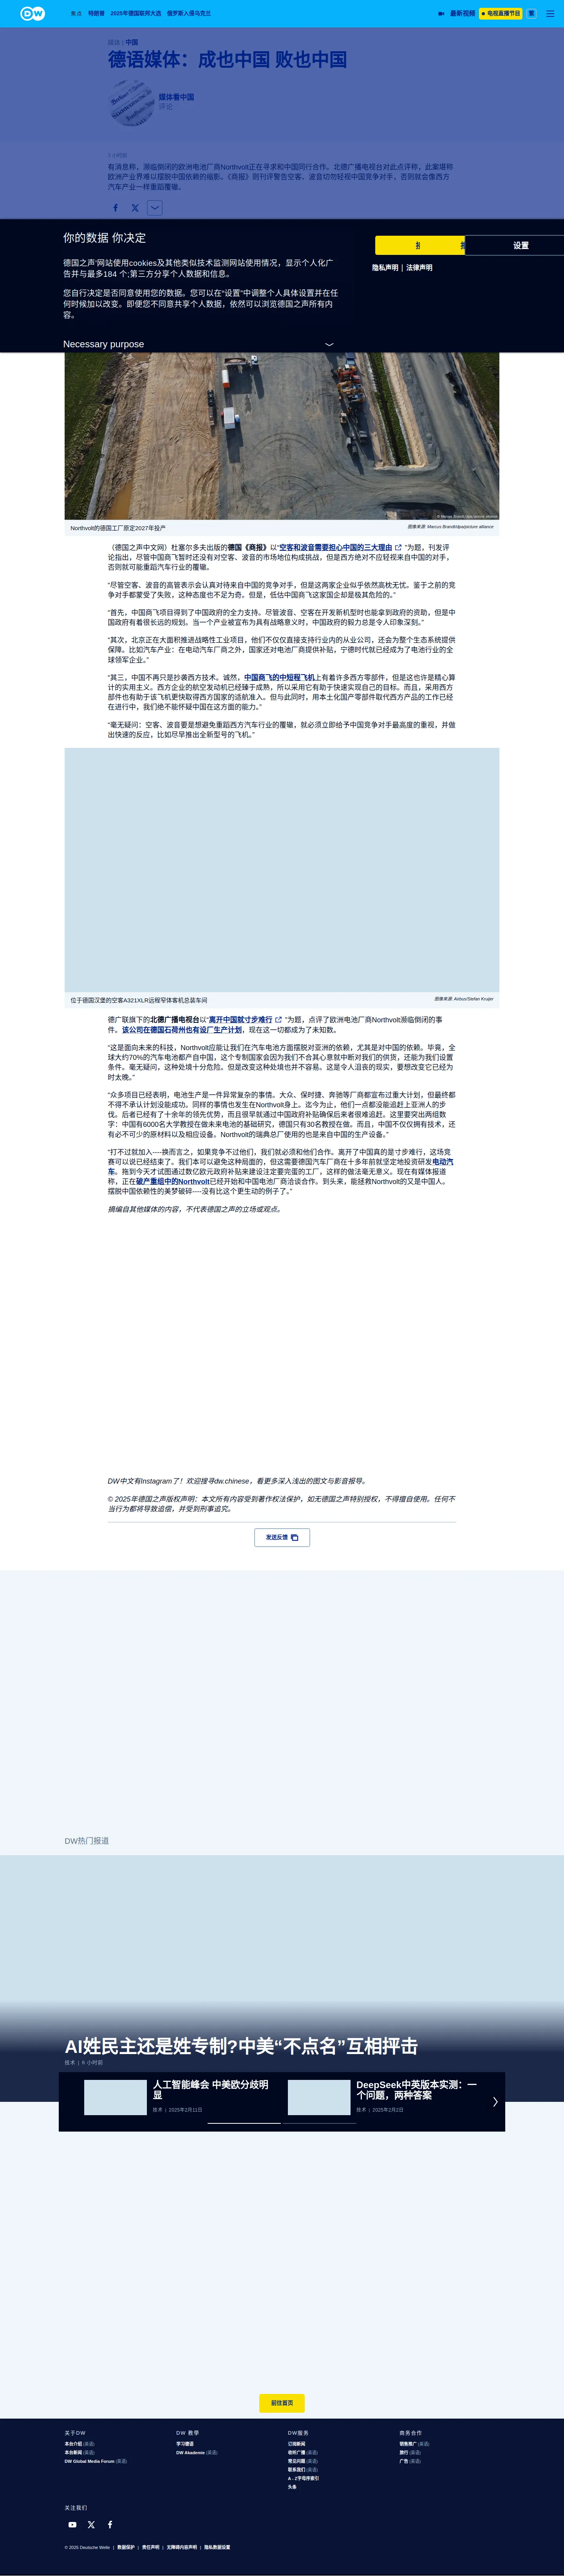 DW
焦点 特朗普 2025年德国联邦大选 俄罗斯入侵乌克兰
最新视频 电视直播节目
媒体 | 中国
德语媒体：成也中国 败也中国
媒体看中国
评论
有消息称，濒临倒闭的欧洲电池厂商Northvolt正在寻求和中国同行合作。北德广播电视台对此点评称，此案堪称
欧洲产业界难以摆脱中国依赖的缩影。《商报》则刊评警告空客、波音切勿轻视中国竞争对手，否则就会像西方
汽车产业一样重蹈覆辙。
你的数据 你决定
德国之声'网站使用cookies及其他类似技术监测网站使用情况，显示个人化广
告并与最多184 个;第三方分享个人数据和信息。
您自行决定是否同意使用您的数据。您可以在“设置”中调整个人具体设置并在任
何时候加以改变。即便您不同意共享个人数据，依然可以浏览德国之声所有内
容。
Necessary purpose
设置
隐私声明 | 法律声明
Northvolt的德国工厂原定2027年投产
图像来源: Marcus Brandt/dpa/picture alliance
（德国之声中文网）杜塞尔多夫出版的德国《商报》以“空客和波音需要担心中国的三大理由 ”为题，刊发评
论指出，尽管中国商飞暂时还没有对空客、波音的市场地位构成挑战，但是西方绝对不应轻视来自中国的对手，
否则就可能重蹈汽车行业的覆辙。
“尽管空客、波音的高管表示会认真对待来自中国的竞争对手，但是这两家企业似乎依然高枕无忧。鉴于之前的竞
争对手都蒙受了失败，这种态度也不足为奇。但是，低估中国商飞这家国企却是极其危险的。”
“首先，中国商飞项目得到了中国政府的全力支持。尽管波音、空客在开发新机型时也能拿到政府的资助，但是中
国政府有着很长远的规划。当一个产业被宣布为具有战略意义时，中国政府的毅力总是令人印象深刻。”
“其次，北京正在大面积推进战略性工业项目，他们不仅仅直接支持行业内的从业公司，还会为整个生态系统提供
保障。比如汽车产业：在电动汽车厂商之外，国家还对电池厂商提供补贴，宁德时代就已经成为了电池行业的全
球领军企业。”
“其三，中国不再只是抄袭西方技术。诚然，中国商飞的中短程飞机上有着许多西方零部件，但是这也许是精心算
计的实用主义。西方企业的航空发动机已经臻于成熟，所以采用它有助于快速实现自己的目标。而且，采用西方
部件也有助于该飞机更快取得西方国家的适航准入。但与此同时，用本土化国产零部件取代西方产品的工作已经
在进行中，我们绝不能怀疑中国在这方面的能力。”
“毫无疑问：空客、波音要是想避免重蹈西方汽车行业的覆辙，就必须立即给予中国竞争对手最高度的重视，并做
出快速的反应，比如尽早推出全新型号的飞机。”
位于德国汉堡的空客A321XLR远程窄体客机总装车间
图像来源: Airbus/Stefan Kruijer
德广联旗下的北德广播电视台以“离开中国就寸步难行 ”为题，点评了欧洲电池厂商Northvolt濒临倒闭的事
件。该公司在德国石荷州也有设厂生产计划，现在这一切都成为了未知数。
“这是面向未来的科技，Northvolt应能让我们在汽车电池方面摆脱对亚洲的依赖，尤其是对中国的依赖。毕竟，全
球大约70%的汽车电池都产自中国，这个专制国家会因为我们不合其心意就中断对我们的供货，还能为我们设置
条件。毫无疑问，这种处境十分危险。但是改变这种处境也并不容易。这是令人沮丧的现实，要想改变它已经为
时太晚。”
“众多项目已经表明，电池生产是一件异常复杂的事情。大众、保时捷、奔驰等厂商都宣布过重大计划，但最终都
不得不承认计划没能成功。同样的事情也发生在Northvolt身上。迄今为止，他们一点都没能追赶上亚洲人的步
伐。后者已经有了十余年的领先优势，而且很早就通过中国政府补贴确保后来者很难追赶。这里要突出两组数
字：中国有6000名大学教授在做未来电池的基础研究，德国只有30名教授在做。而且，中国不仅仅拥有技术，还
有必不可少的原材料以及相应设备。Northvolt的瑞典总厂使用的也是来自中国的生产设备。”
“打不过就加入----换而言之，如果竞争不过他们，我们就必须和他们合作。离开了中国真的是寸步难行，这场竞
赛可以说已经结束了。我们本可以避免这种局面的，但这需要德国汽车厂商在十多年前就坚定地投资研发电动汽
车。拖到今天才试图通过数亿欧元政府补贴来建设注定要完蛋的工厂，这样的做法毫无意义。现在有媒体报道
称，正在破产重组中的Northvolt已经开始和中国电池厂商洽谈合作。到头来，能拯救Northvolt的又是中国人。
摆脱中国依赖性的美梦破碎----没有比这个更生动的例子了。”
摘编自其他媒体的内容，不代表德国之声的立场或观点。
DW中文有Instagram了！欢迎搜寻dw.chinese，看更多深入浅出的图文与影音报导。
© 2025年德国之声版权声明：本文所有内容受到著作权法保护，如无德国之声特别授权，不得擅自使用。任何不
当行为都将导致追偿，并受到刑事追究。
发送反馈
DW热门报道
AI姓民主还是姓专制?中美“不点名”互相抨击
技术 | 6 小时前
人工智能峰会 中美欧分歧明
显
技术 | 2025年2月11日
DeepSeek中英版本实测：一
个问题，两种答案
技术 | 2025年2月2日
前往首页
关于DW
本台介绍 (英语)
本台新闻 (英语)
DW Global Media Forum (英语)
DW 教学
学习德语
DW Akademie (英语)
DW服务
订阅新闻
收听广播 (英语)
常见问题 (英语)
联系我们 (英语)
A - Z字母序索引
头条
商务合作
销售推广 (英语)
旅行 (英语)
广告 (英语)
关注我们
© 2025 Deutsche Welle | 数据保护 | 责任声明 | 无障碍内容声明 | 隐私数据设置